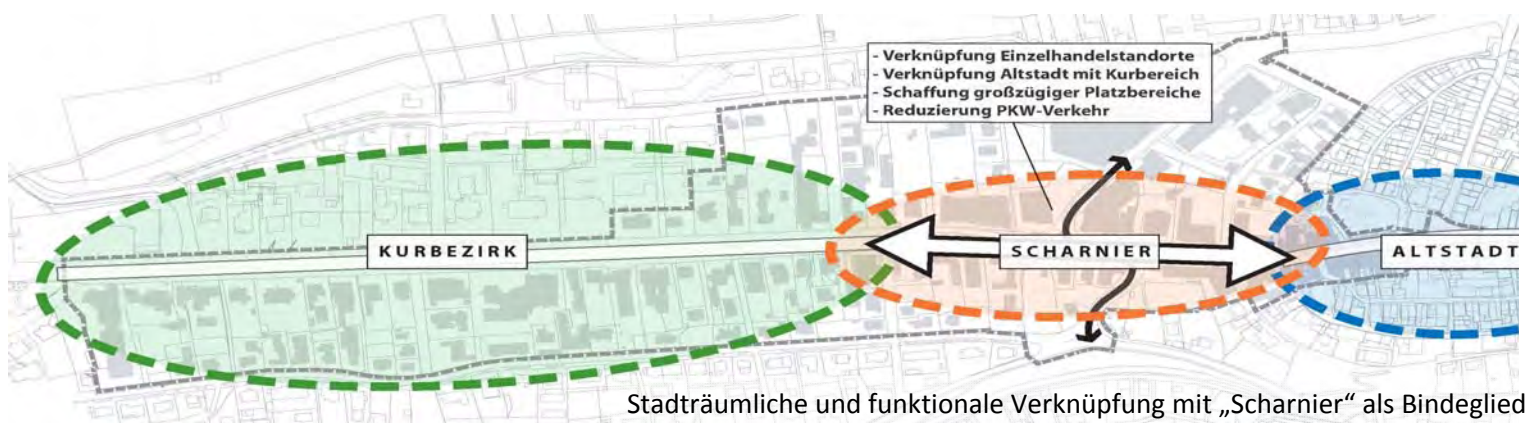 - Verknüpfung Einzelhandelstandorte
- Verknüpfung Altstadt mit Kurbereich
- Schaffung großzügiger Platzbereiche
- Reduzierung PKW-Verkehr
KURBEZIRK
SCHARNIER
ALTSTADT
Stadträumliche und funktionale Verknüpfung mit „Scharnier“ als Bindeglied